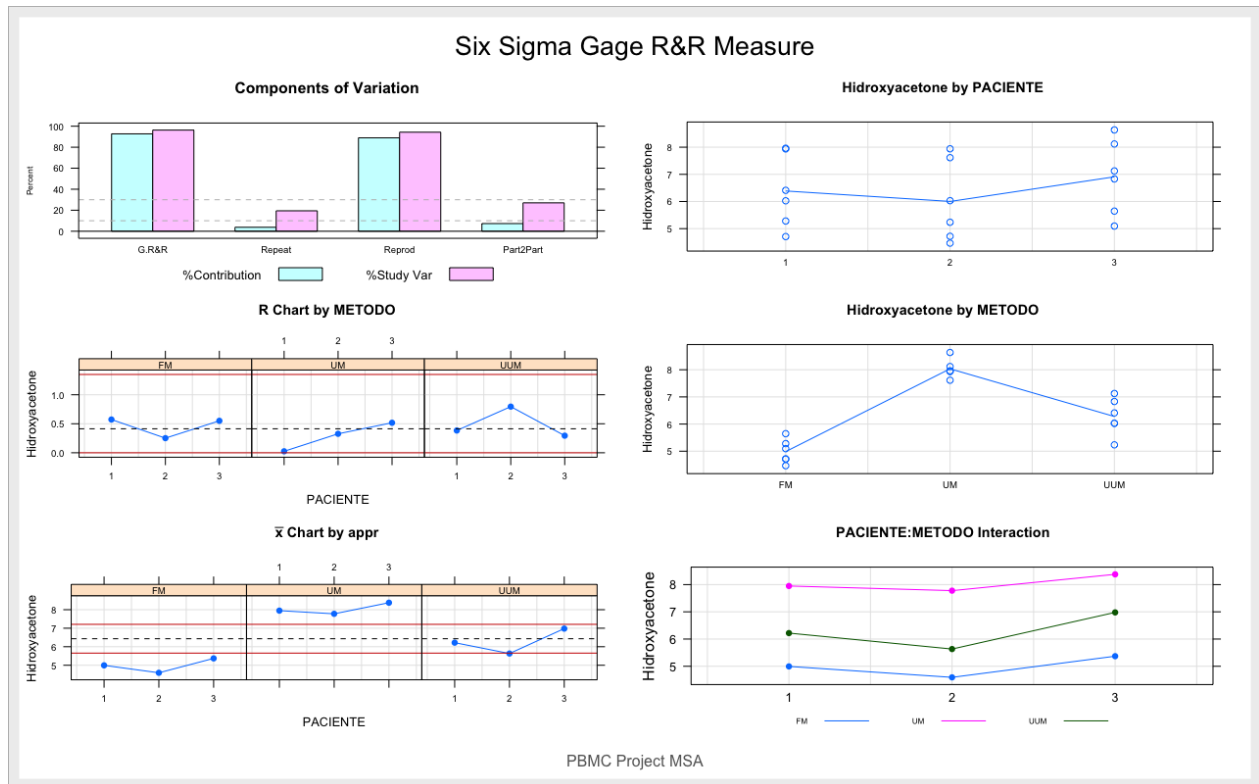 Six Sigma Gage R&R Measure
Components of Variation
Percent
100
80
60
40
20
0
G.R&R Repeat Reprod Part2Part
%Contribution %Study Var
Hidroxyacetone by PACIENTE
Hidroxyacetone
8
7
6
5
1 2 3
R Chart by METODO
Hidroxyacetone
1 2 3
FM UM UUM
1.0
0.5
0.0
1 2 3 1 2 3
PACIENTE
Hidroxyacetone by METODO
Hidroxyacetone
8
7
6
5
FM UM UUM
x̅ Chart by appr
Hidroxyacetone
1 2 3
FM UM UUM
8
7
6
5
1 2 3 1 2 3
PACIENTE
PACIENTE:METODO Interaction
Hidroxyacetone
8
7
6
5
1 2 3
FM UM UUM
PBMC Project MSA